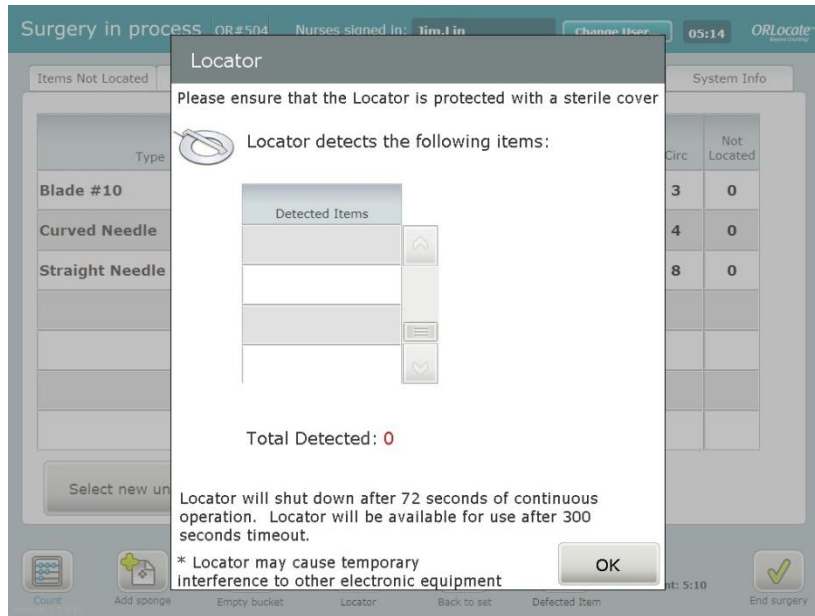 Surgery in process OR#504 Nurses signed in: Jim.Lin Change User 05:14 ORLocate
Locator
Items Not Located System Info
Please ensure that the Locator is protected with a sterile cover
Locator detects the following items:
Type Circ Not Located
Blade #10 3 0
Detected Items
Curved Needle 4 0
Straight Needle 8 0
Total Detected: 0
Select new un
Locator will shut down after 72 seconds of continuous
operation. Locator will be available for use after 300
seconds timeout.
* Locator may cause temporary
interference to other electronic equipment
OK
nt: 5:10
Count Add sponge Empty bucket Locator Back to set Defected Item End surgery